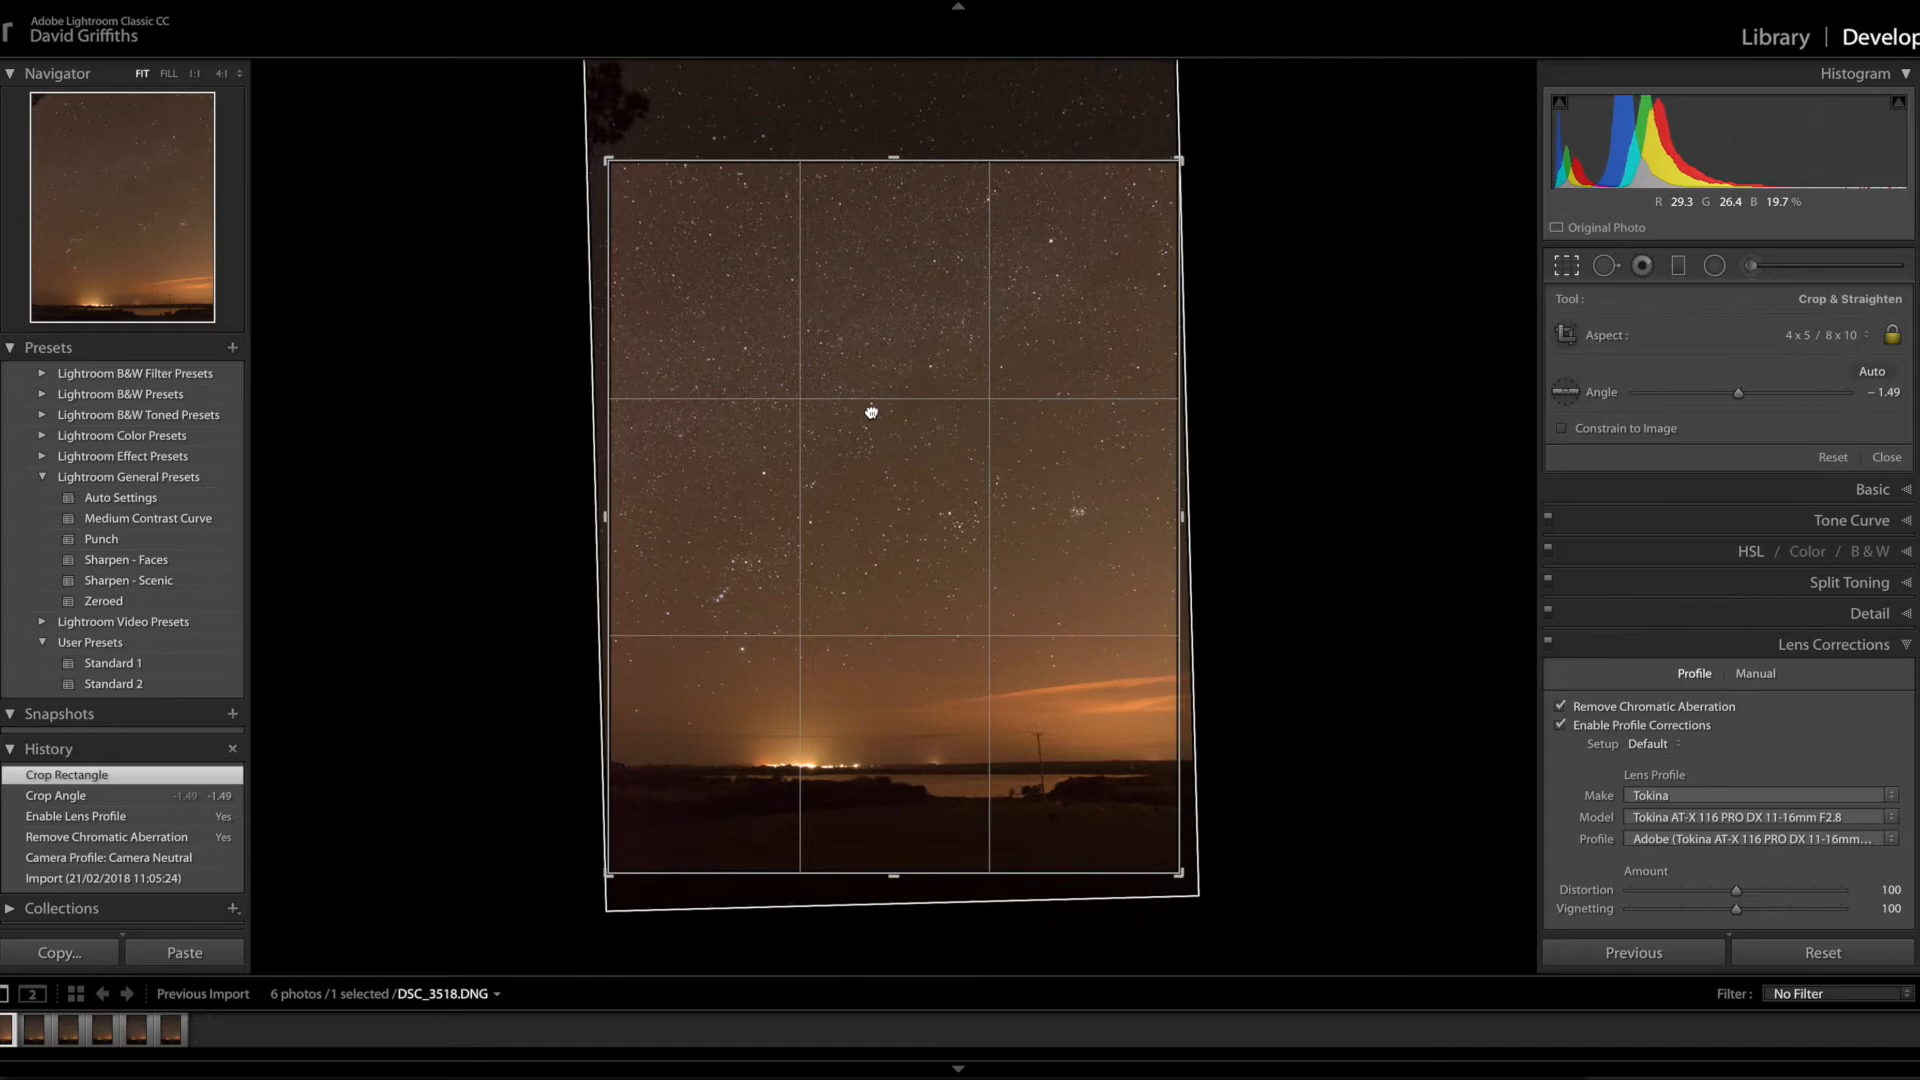 Adobe Lightroom Classic CC
David Griffiths
Library | Develop
Navigator FIT FILL 1:1 4:1
Presets +
Lightroom B&W Filter Presets
Lightroom B&W Presets
Lightroom B&W Toned Presets
Lightroom Color Presets
Lightroom Effect Presets
Lightroom General Presets
Auto Settings
Medium Contrast Curve
Punch
Sharpen - Faces
Sharpen - Scenic
Zeroed
Lightroom Video Presets
User Presets
Standard 1
Standard 2
Snapshots +
History ×
Crop Rectangle
Crop Angle -1.49 -1.49
Enable Lens Profile Yes
Remove Chromatic Aberration Yes
Camera Profile: Camera Neutral
Import (21/02/2018 11:05:24)
Collections +
Copy... Paste
Histogram
R 29.3 G 26.4 B 19.7 %
Original Photo
Tool : Crop & Straighten
Aspect : 4 x 5 / 8 x 10
Auto
Angle – 1.49
Constrain to Image
Reset Close
Basic
Tone Curve
HSL / Color / B & W
Split Toning
Detail
Lens Corrections
Profile Manual
Remove Chromatic Aberration
Enable Profile Corrections
Setup Default
Lens Profile
Make Tokina
Model Tokina AT-X 116 PRO DX 11-16mm F2.8
Profile Adobe (Tokina AT-X 116 PRO DX 11-16mm...
Amount
Distortion 100
Vignetting 100
Previous Reset
2 Previous Import 6 photos /1 selected /DSC_3518.DNG
Filter : No Filter